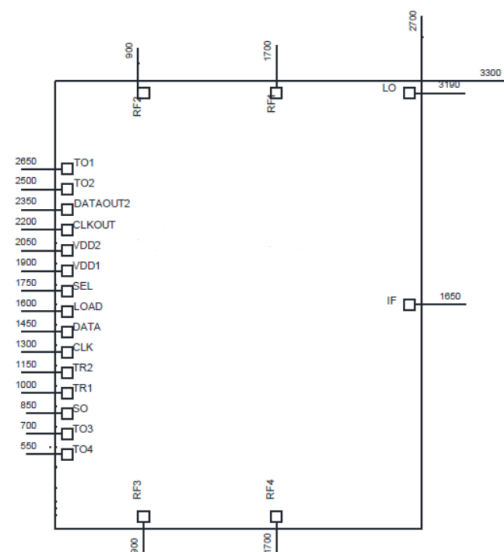 2700
900
1700
3300
RF2
RF1
LO
3190
2650 TO1
2500 TO2
2350 DATAOUT2
2200 CLKOUT
2050 VDD2
1900 VDD1
1750 SEL
1600 LOAD
1450 DATA
1300 CLK
1150 TR2
1000 TR1
850 SO
700 TO3
550 TO4
IF
1650
RF3
RF4
900
1700